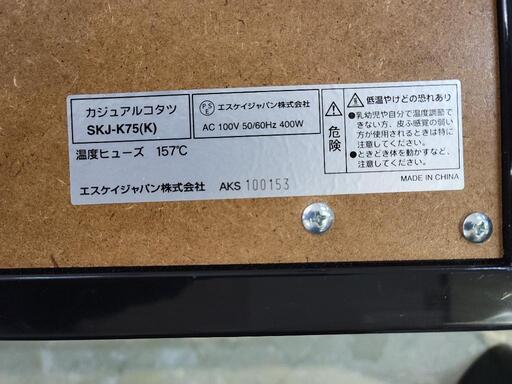 カジュアルコタツ
SKJ-K75(K)
PS
E
エスケイジャパン株式会社
AC 100V 50/60Hz 400W
温度ヒューズ 157℃
エスケイジャパン株式会社 AKS 100153
危険
低温やけどの恐れあり
●乳幼児や自分で温度調節で
きない方、皮ふ感覚の弱い
方が使用されるときは特に
注意してください。
●ときどき体を動かすなど
注意してください。
MADE IN CHINA